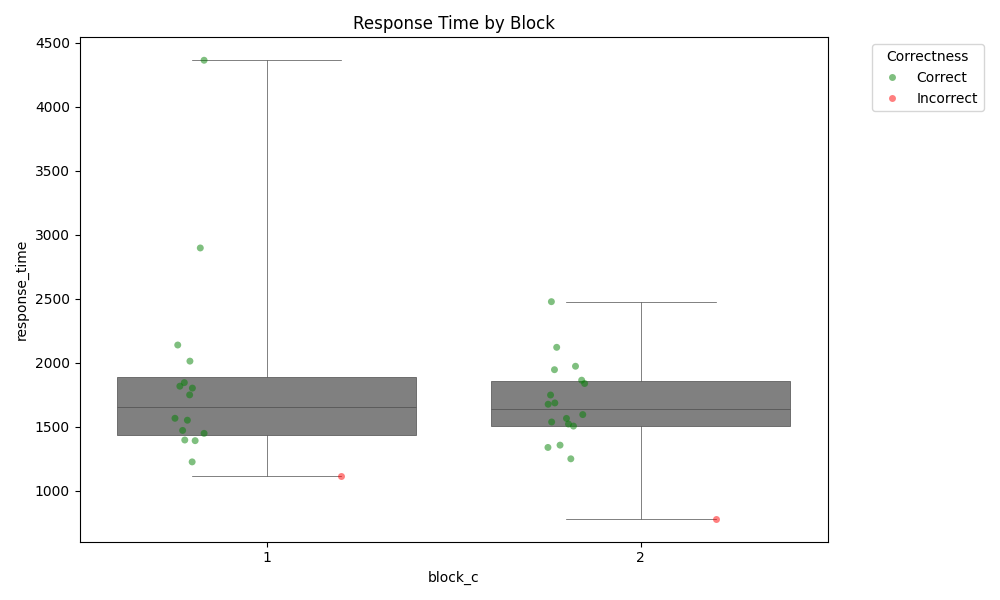 Response Time by Block
Correctness
Correct
Incorrect
4500
4000
3500
3000
2500
2000
1500
1000
response_time
1
2
block_c